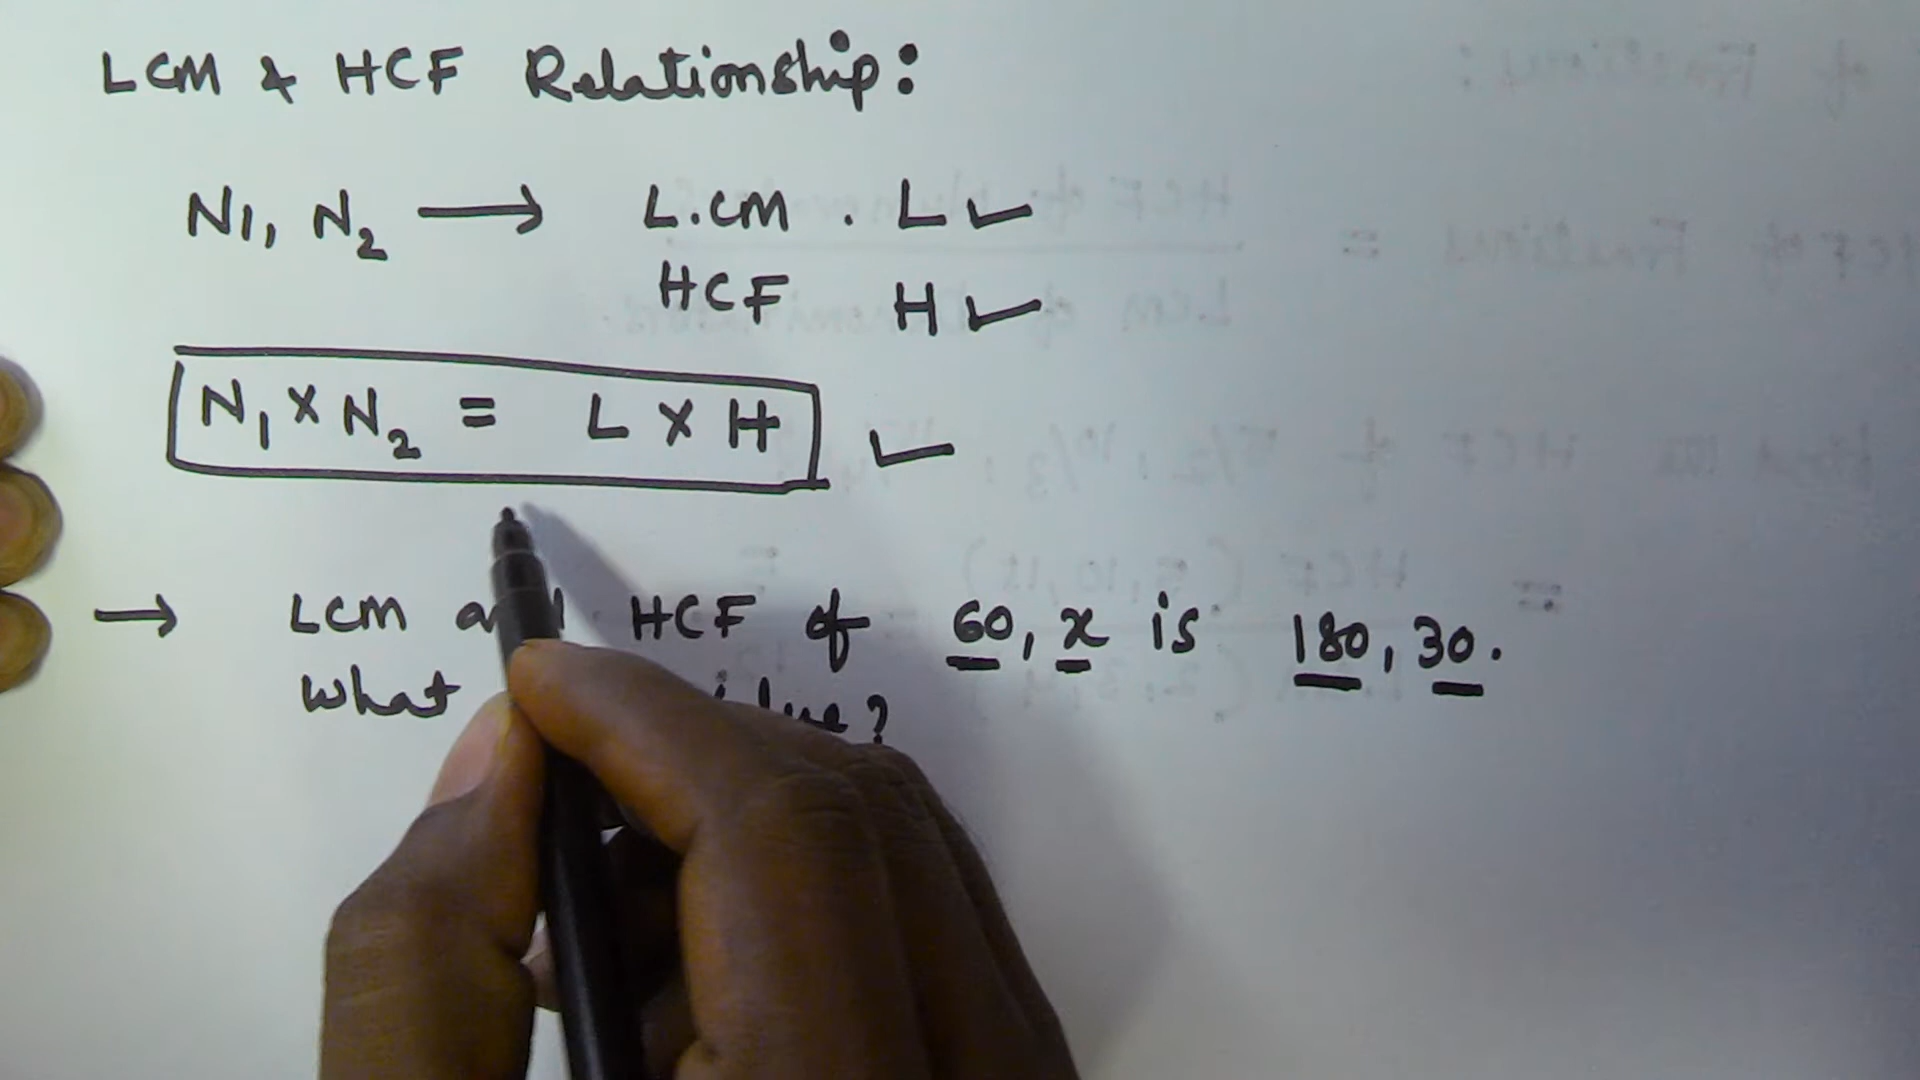 LCM & HCF Relationship:
N1, N2 → L.CM . L ✓
HCF H ✓
N1 × N2 = L × H ✓
→ LCM HCF of 60, x is 180, 30.
What ?